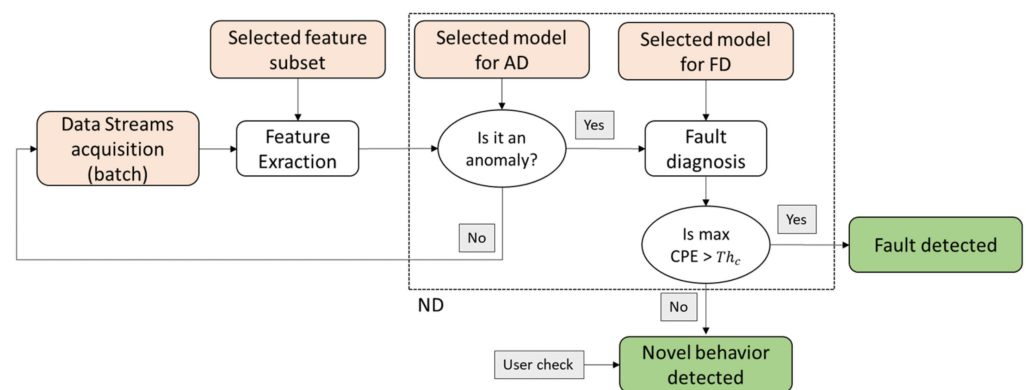 Selected feature
subset
Selected model
for AD
Selected model
for FD
Data Streams
acquisition
(batch)
Feature
Exraction
Is it an
anomaly?
Yes
Fault
diagnosis
No
Is max
CPE > Th_c
Yes
Fault detected
ND
No
User check
Novel behavior
detected